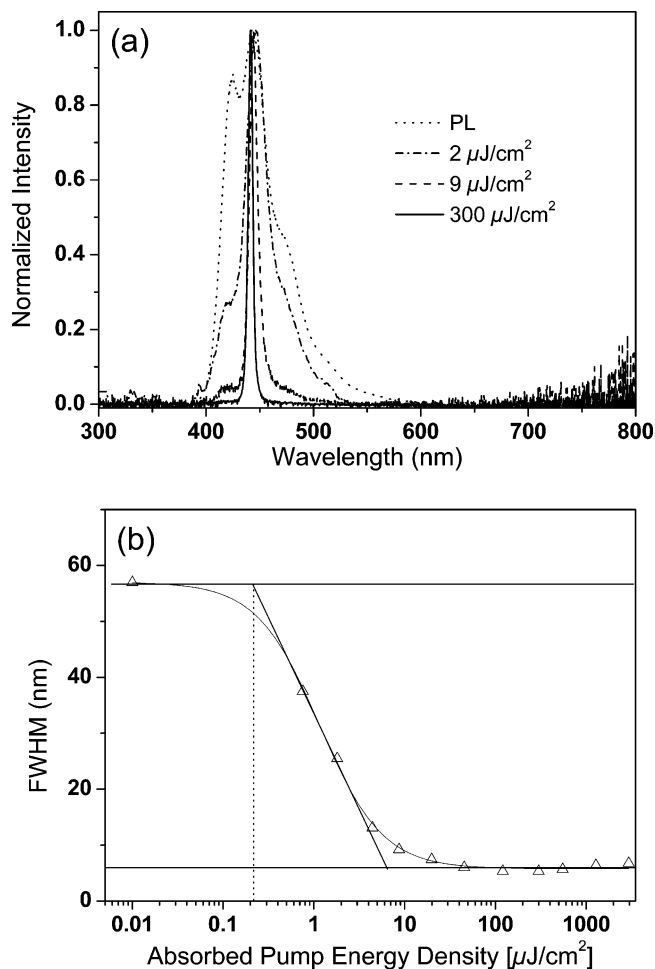 (a)
1.0
0.8
0.6
0.4
0.2
0.0
Normalized Intensity
PL
2 µJ/cm²
9 µJ/cm²
300 µJ/cm²
300 400 500 600 700 800
Wavelength (nm)
(b)
60
40
20
0
FWHM (nm)
0.01 0.1 1 10 100 1000
Absorbed Pump Energy Density [µJ/cm²]